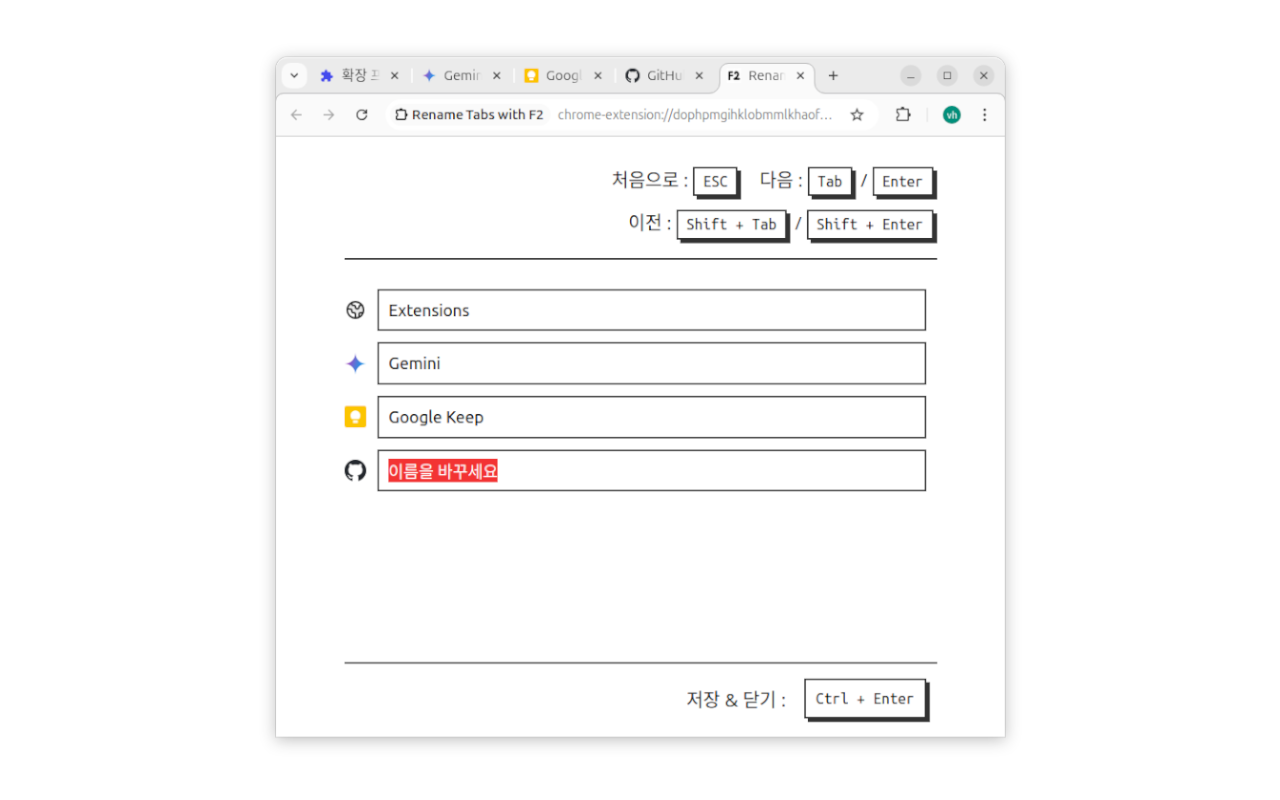 확장 프 Gemin Googl GitHu F2 Renan
Rename Tabs with F2 chrome-extension://dophpmgihklobmmlkhaof... vh
처음으로 : ESC 다음 : Tab / Enter
이전 : Shift + Tab / Shift + Enter
Extensions
Gemini
Google Keep
이름을 바꾸세요
저장 & 닫기 : Ctrl + Enter